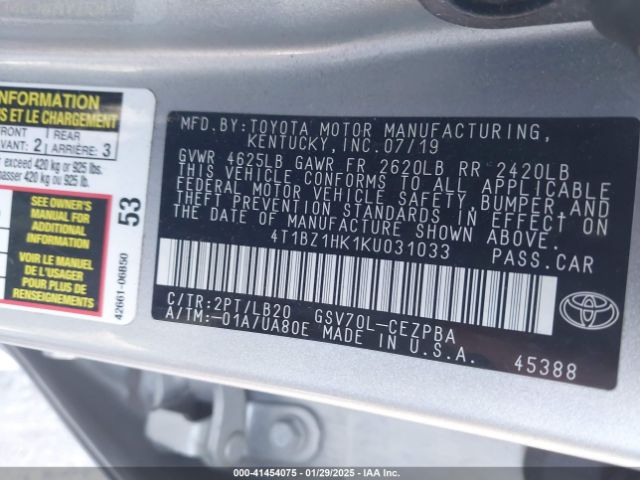 INFORMATION
S ET LE CHARGEMENT
FRONT
AVANT: 2
REAR
ARRIÈRE: 3
exceed 420 kg or 925 lbs.
passer 420 kg ou 925 lb.
SEE OWNER'S
MANUAL FOR
ADDITIONAL
INFORMATION
VOIR LE MANUEL
DE L'USAGER
POUR PLUS DE
RENSEIGNEMENTS
53
42661-06B50
MFD.BY:TOYOTA MOTOR MANUFACTURING,
KENTUCKY, INC. 07/19
GVWR 4625LB GAWR FR 2620LB RR 2420LB
THIS VEHICLE CONFORMS TO ALL APPLICABLE
FEDERAL MOTOR VEHICLE SAFETY, BUMPER, AND
THEFT PREVENTION STANDARDS IN EFFECT ON
THE DATE OF MANUFACTURE SHOWN ABOVE.
4T1BZ1HK1KU031033 PASS.CAR
C/TR:2PT/LB20 GSV70L-CEZPBA
A/TM:-01A/UA80E MADE IN U.S.A.
TOYOTA
45388
000-41454075 - 01/29/2025 - IAAHQCONTENT